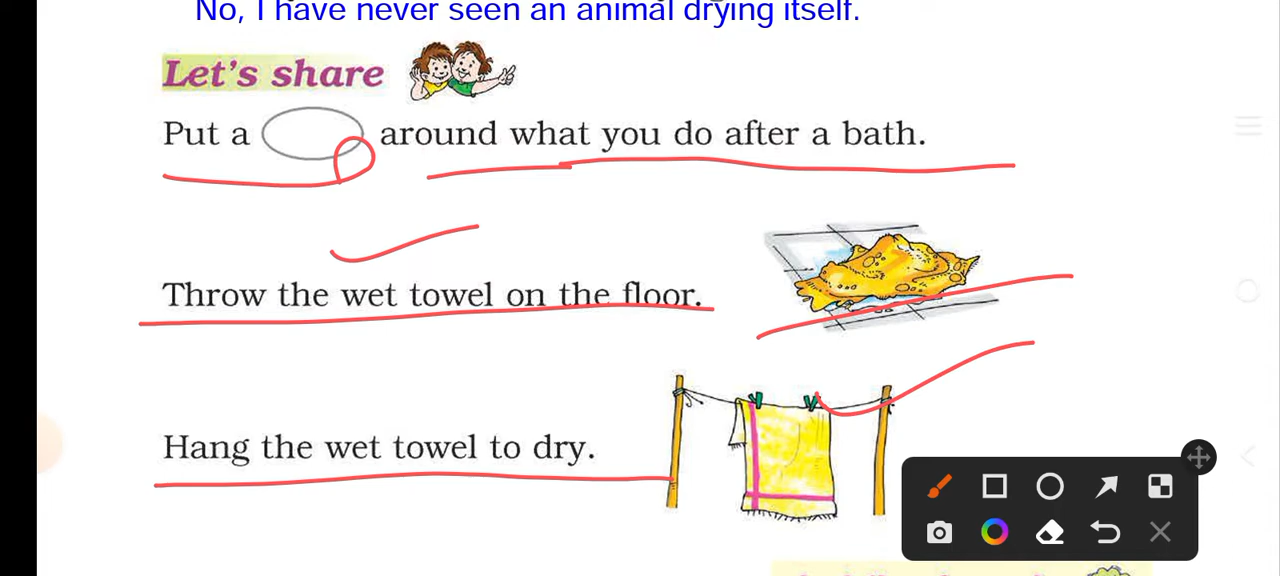 No, I have never seen an animal drying itself.
Let's share
Put a around what you do after a bath.
Throw the wet towel on the floor.
Hang the wet towel to dry.